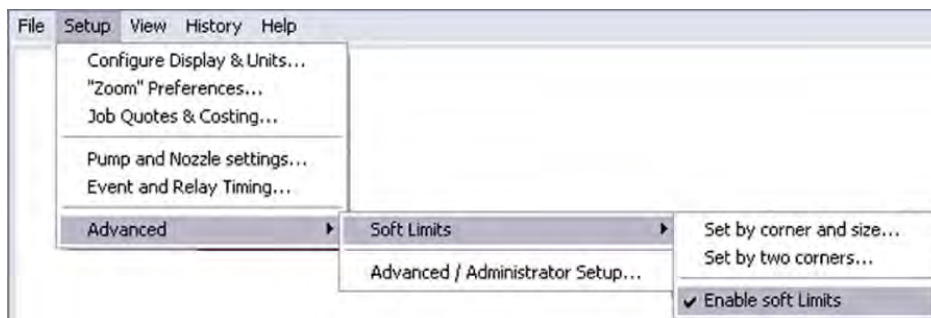 File Setup View History Help
Configure Display & Units...
"Zoom" Preferences...
Job Quotes & Costing...
Pump and Nozzle settings...
Event and Relay Timing...
Advanced
Soft Limits
Advanced / Administrator Setup...
Set by corner and size...
Set by two corners...
Enable soft Limits